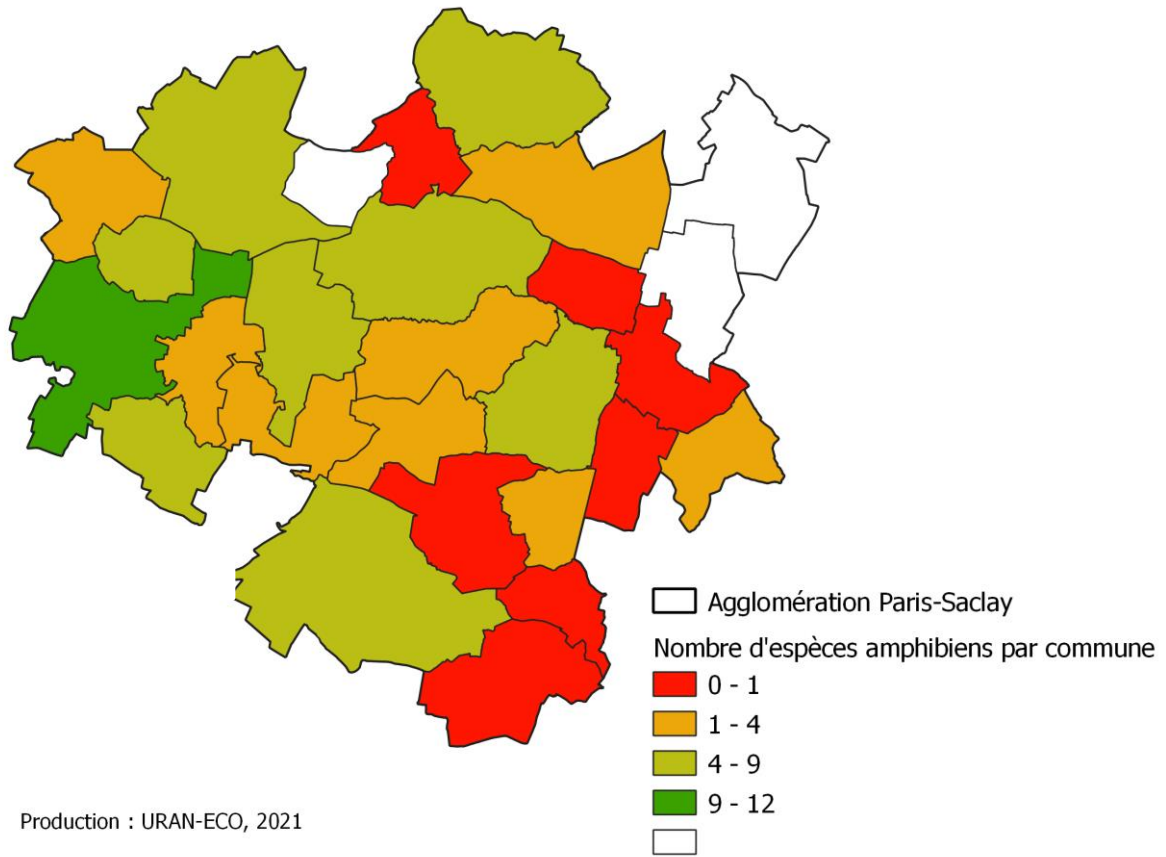 Agglomération Paris-Saclay
Nombre d'espèces amphibiens par commune
0 - 1
1 - 4
4 - 9
9 - 12
Production : URAN-ECO, 2021